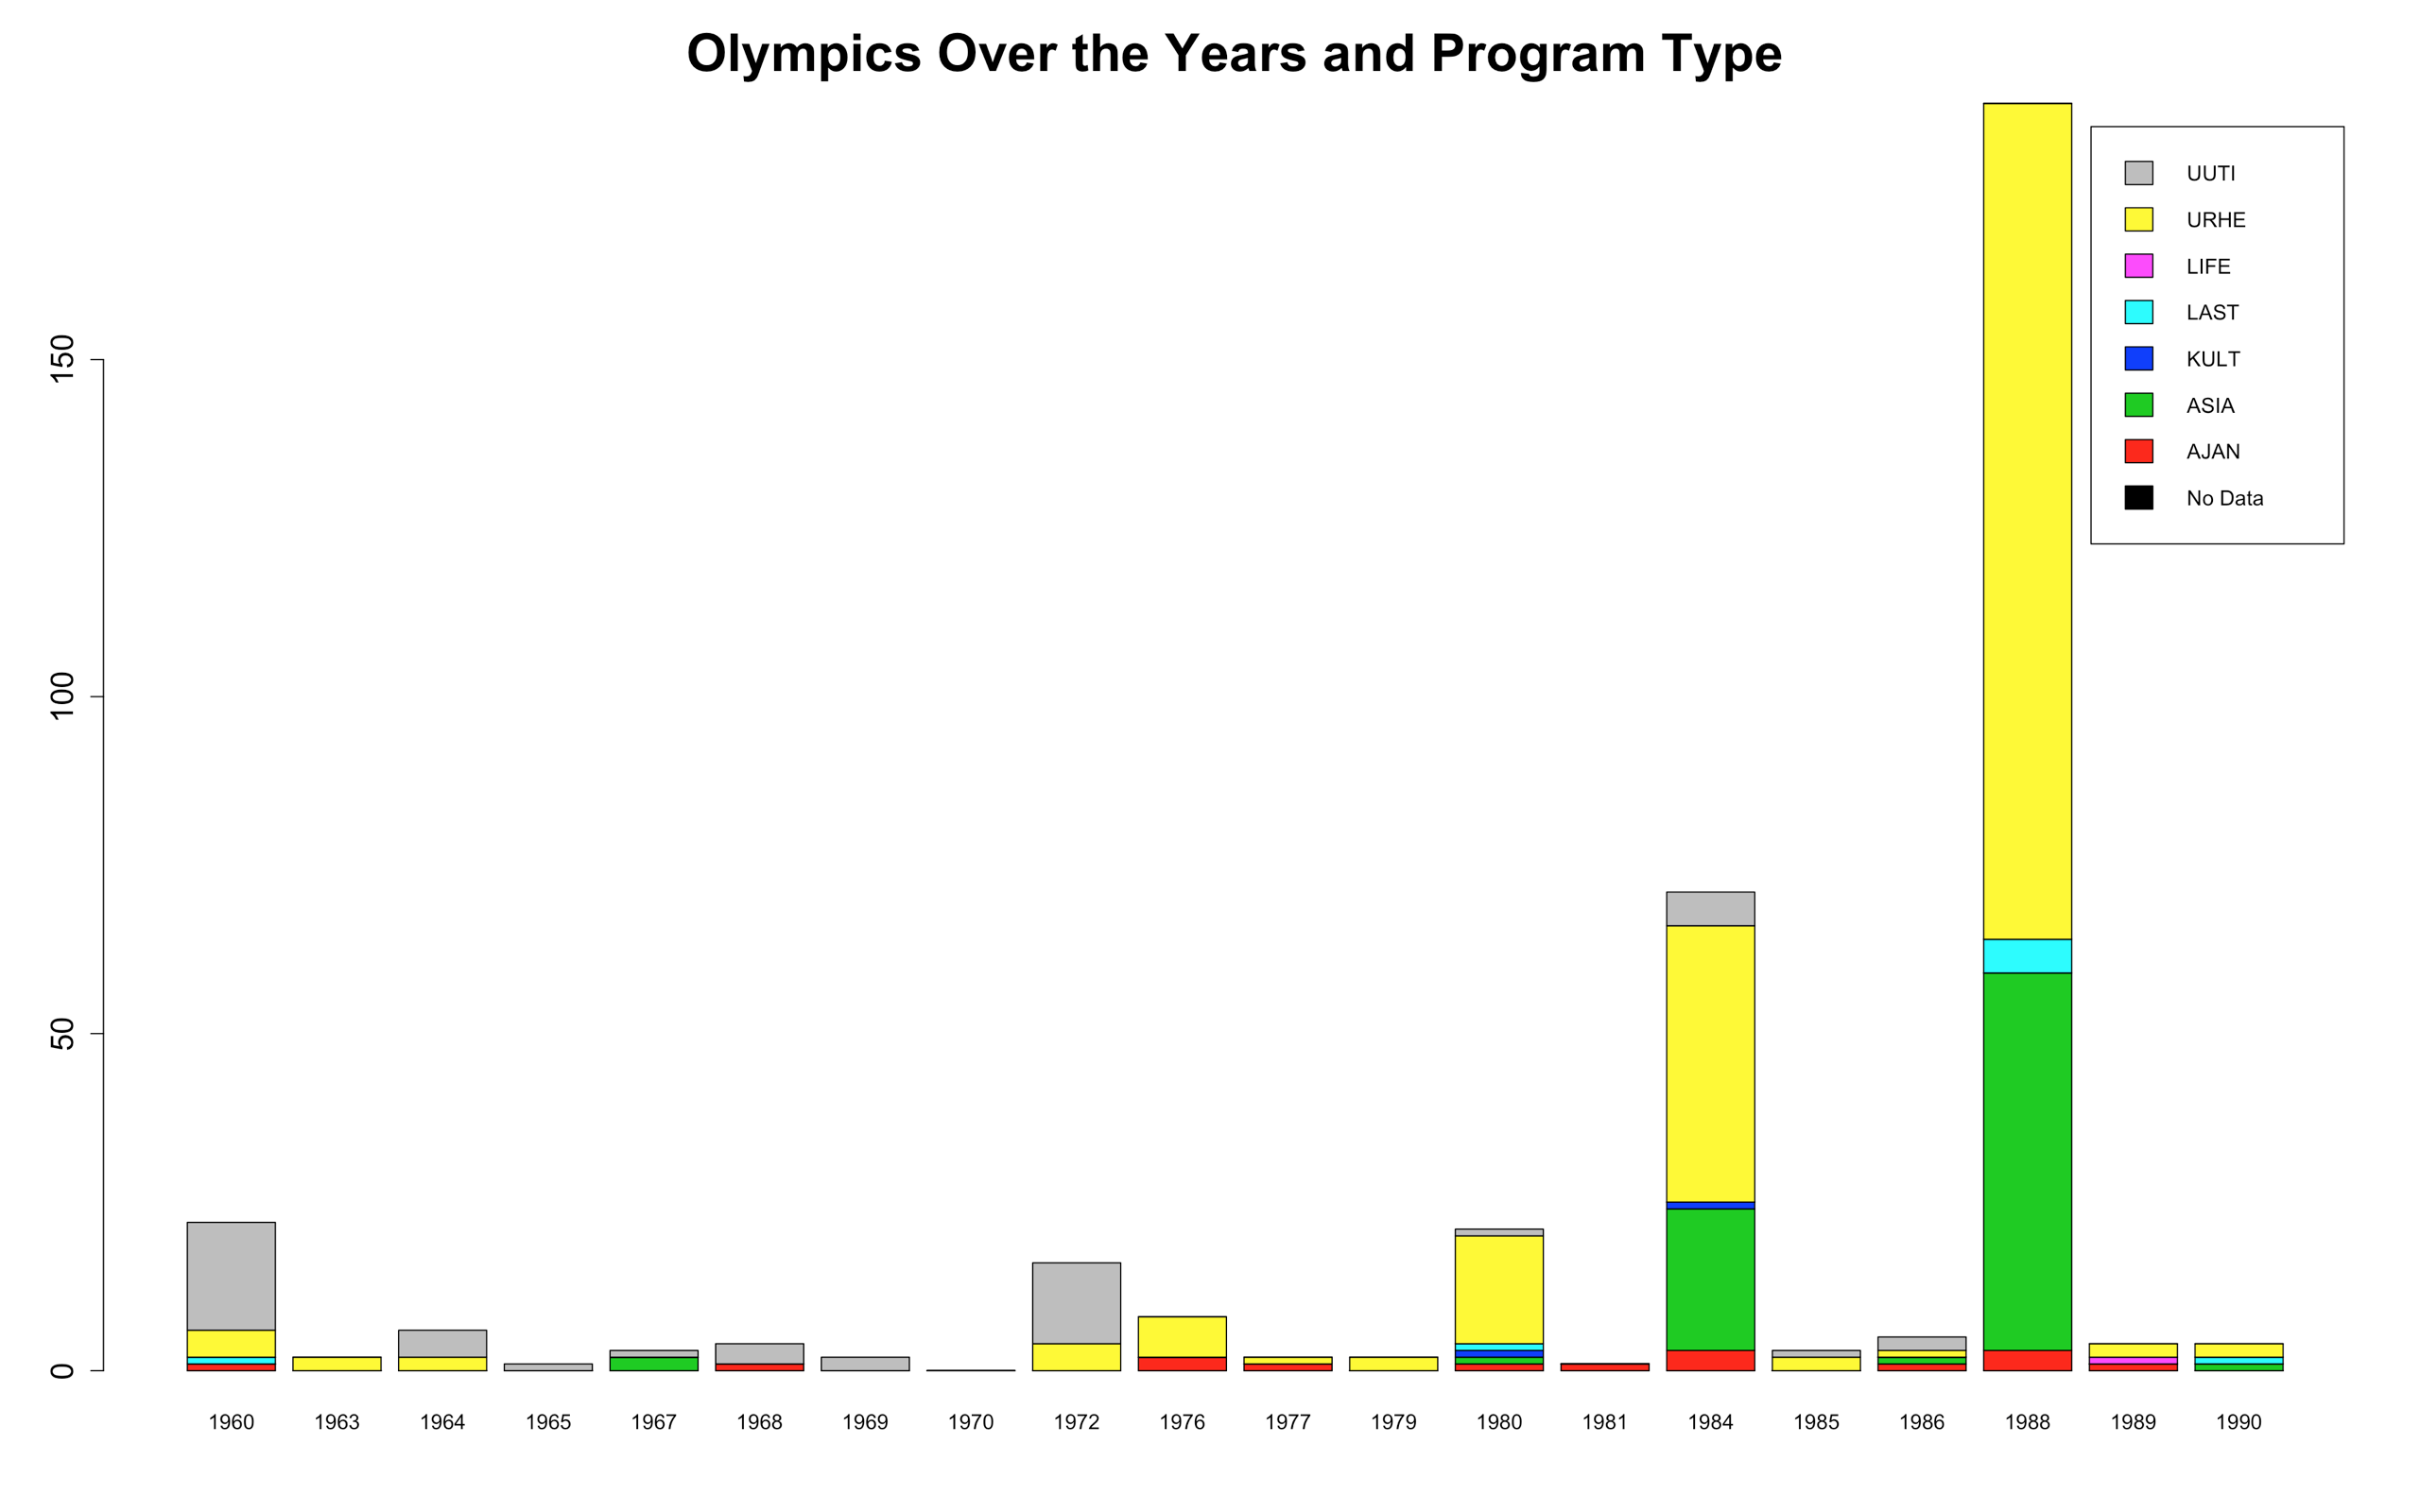 Olympics Over the Years and Program Type
UUTI
URHE
LIFE
LAST
KULT
ASIA
AJAN
No Data
150
100
50
0
1960 1963 1964 1965 1967 1968 1969 1970 1972 1976 1977 1979 1980 1981 1984 1985 1986 1988 1989 1990